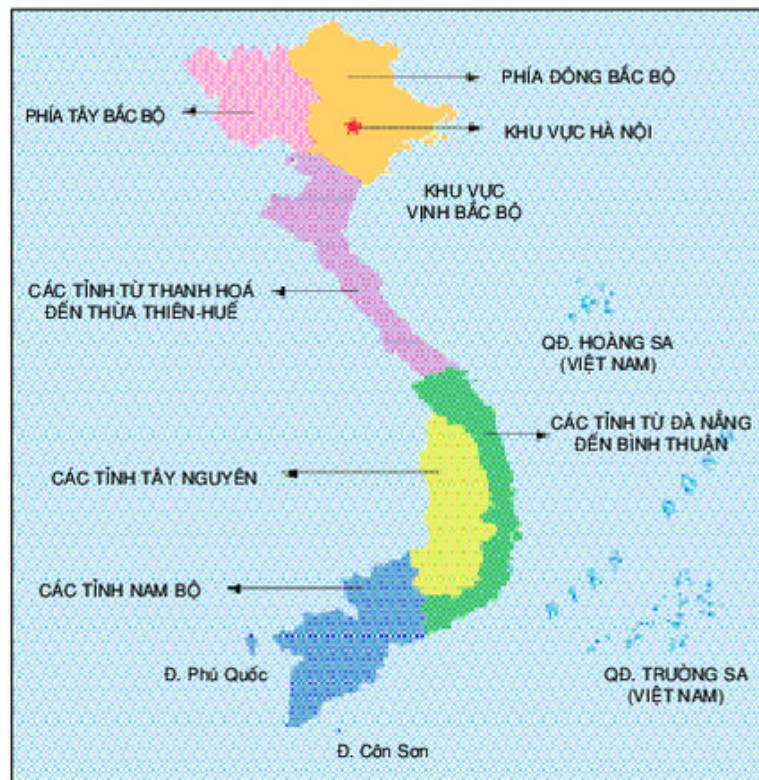 PHÍA ĐÔNG BẮC BỘ
PHÍA TÂY BẮC BỘ
KHU VỰC HÀ NỘI
KHU VỰC
VỊNH BẮC BỘ
CÁC TỈNH TỪ THANH HOÁ
ĐẾN THỪA THIÊN-HUẾ
QĐ. HOÀNG SA
(VIỆT NAM)
CÁC TỈNH TỪ ĐÀ NẴNG
ĐẾN BÌNH THUẬN
CÁC TỈNH TÂY NGUYÊN
BIỂN ĐÔNG
CÁC TỈNH NAM BỘ
Đ. Phú Quốc
QĐ. TRƯỜNG SA
(VIỆT NAM)
Đ. Côn Sơn